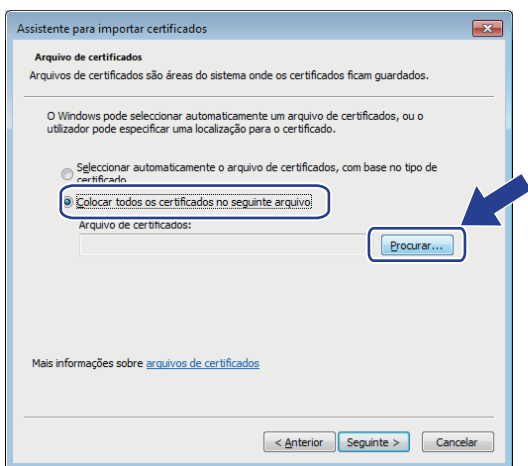 Assistente para importar certificados
Arquivo de certificados
Arquivos de certificados são áreas do sistema onde os certificados ficam guardados.
O Windows pode seleccionar automaticamente um arquivo de certificados, ou o
utilizador pode especificar uma localização para o certificado.
Seleccionar automaticamente o arquivo de certificados, com base no tipo de
certificado
Colocar todos os certificados no seguinte arquivo
Arquivo de certificados:
Procurar...
Mais informações sobre arquivos de certificados
< Anterior Seguinte > Cancelar